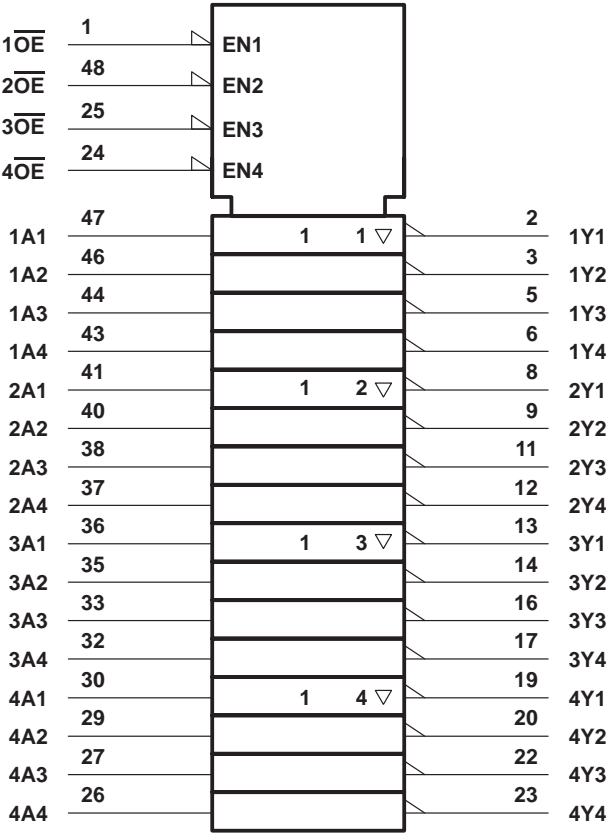 1OE 1 EN1
2OE 48 EN2
3OE 25 EN3
4OE 24 EN4
1A1 47 1 1 ▽ 2 1Y1
1A2 46 3 1Y2
1A3 44 5 1Y3
1A4 43 6 1Y4
2A1 41 1 2 ▽ 8 2Y1
2A2 40 9 2Y2
2A3 38 11 2Y3
2A4 37 12 2Y4
3A1 36 1 3 ▽ 13 3Y1
3A2 35 14 3Y2
3A3 33 16 3Y3
3A4 32 17 3Y4
4A1 30 1 4 ▽ 19 4Y1
4A2 29 20 4Y2
4A3 27 22 4Y3
4A4 26 23 4Y4